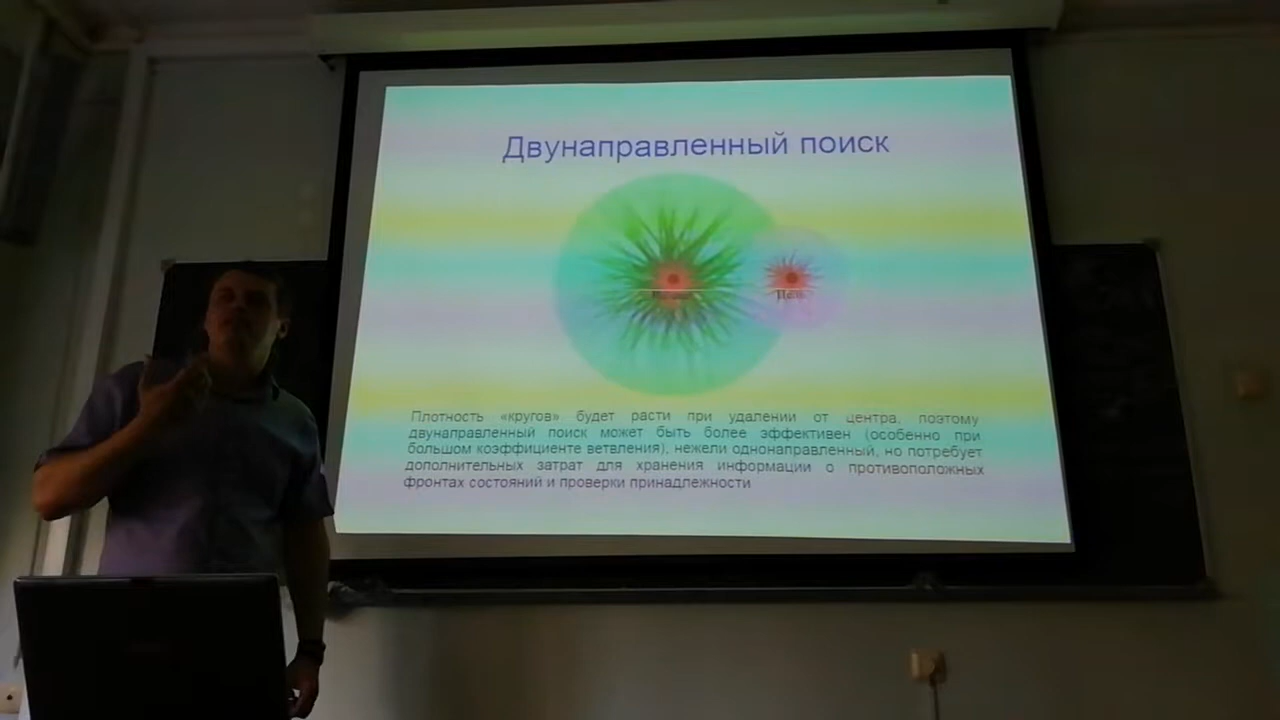 Двунаправленный поиск
Цель
Плотность «кругов» будет расти при удалении от центра, поэтому
двунаправленный поиск может быть более эффективен (особенно при
большом коэффициенте ветвления), нежели однонаправленный, но потребует
дополнительных затрат для хранения информации о противоположных
фронтах состояний и проверки принадлежности